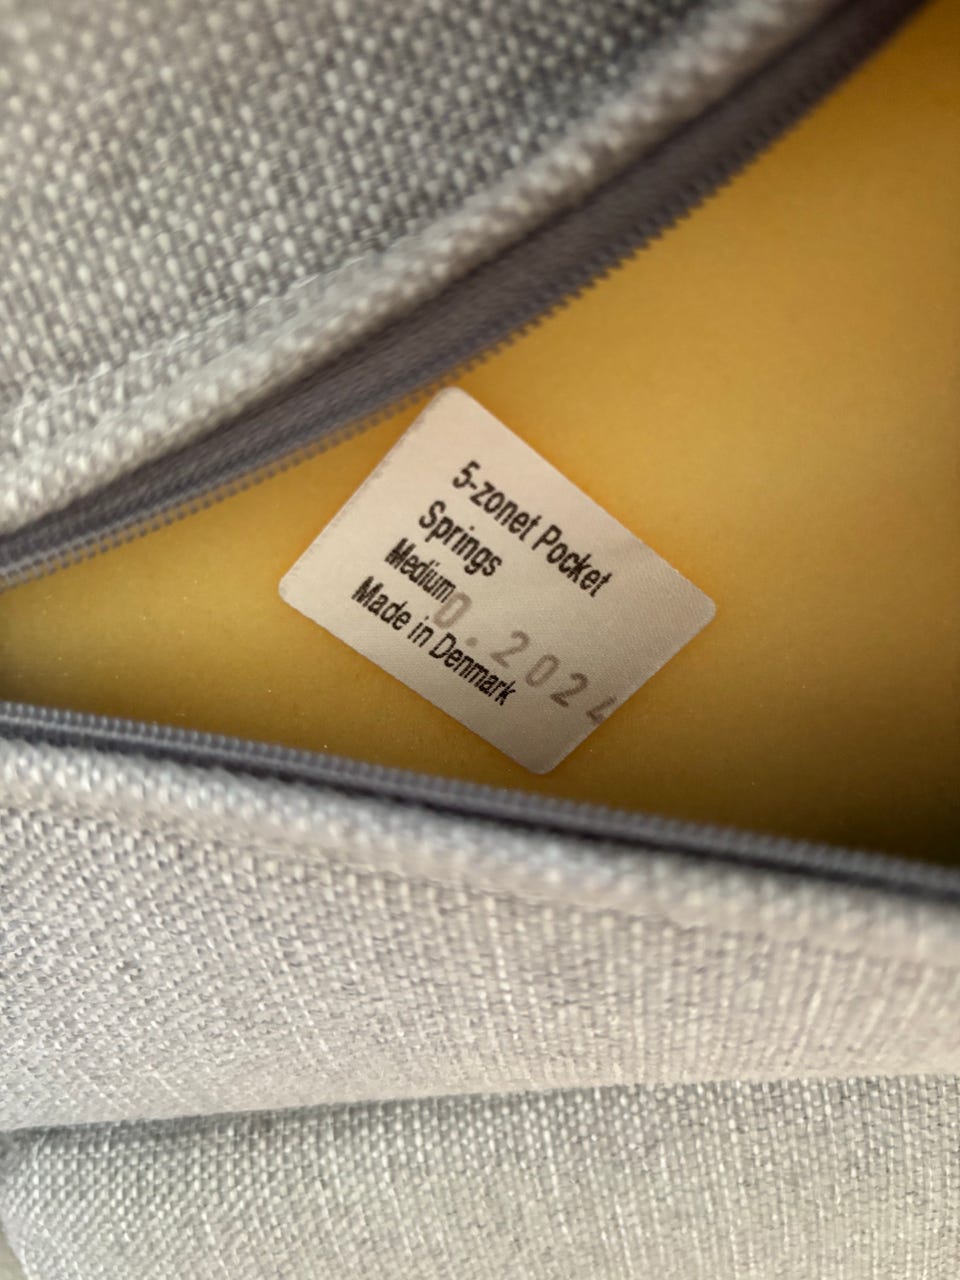 5-zonet Pocket
Springs
Medium
Made in Denmark
0.2024